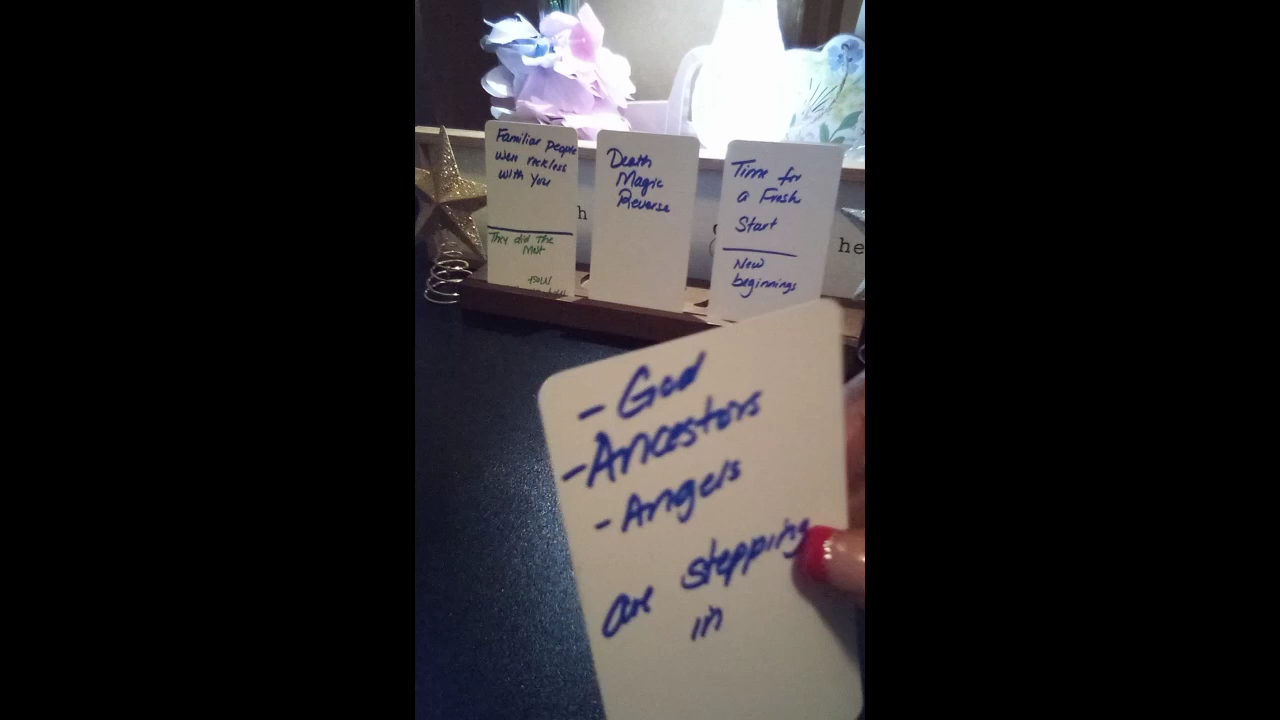 Familiar people
were reckless
with you
They did the
most
Death
Magic
Reverse
Time for
a Fresh
Start
New
beginnings
h
he
- God
- Ancestors
- Angels
are stepping
in